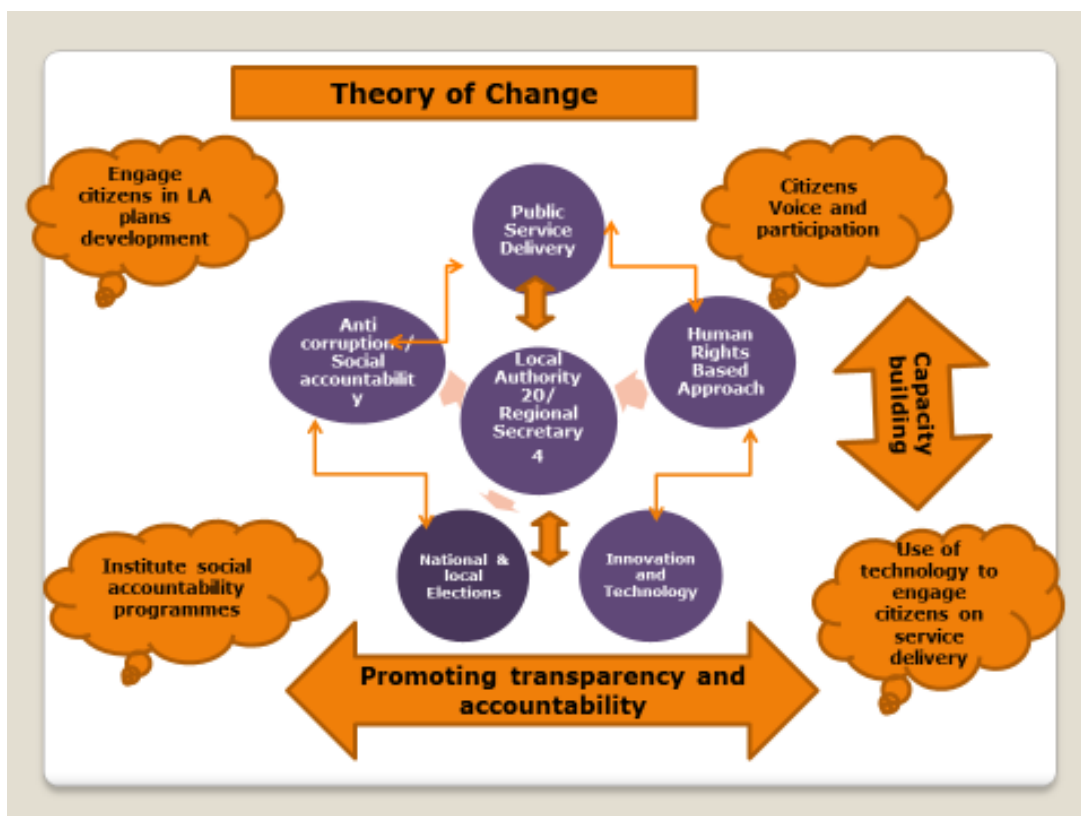 Theory of Change
Engage
citizens in LA
plans
development
Public
Service
Delivery
Citizens
Voice and
participation
Anti
corruption /
Social
accountabilit
y
Local
Authority
20/
Regional
Secretary
4
Human
Rights
Based
Approach
Capacity
building
Institute social
accountability
programmes
National &
local
Elections
Innovation
and
Technology
Use of
technology to
engage
citizens on
service
delivery
Promoting transparency and
accountability